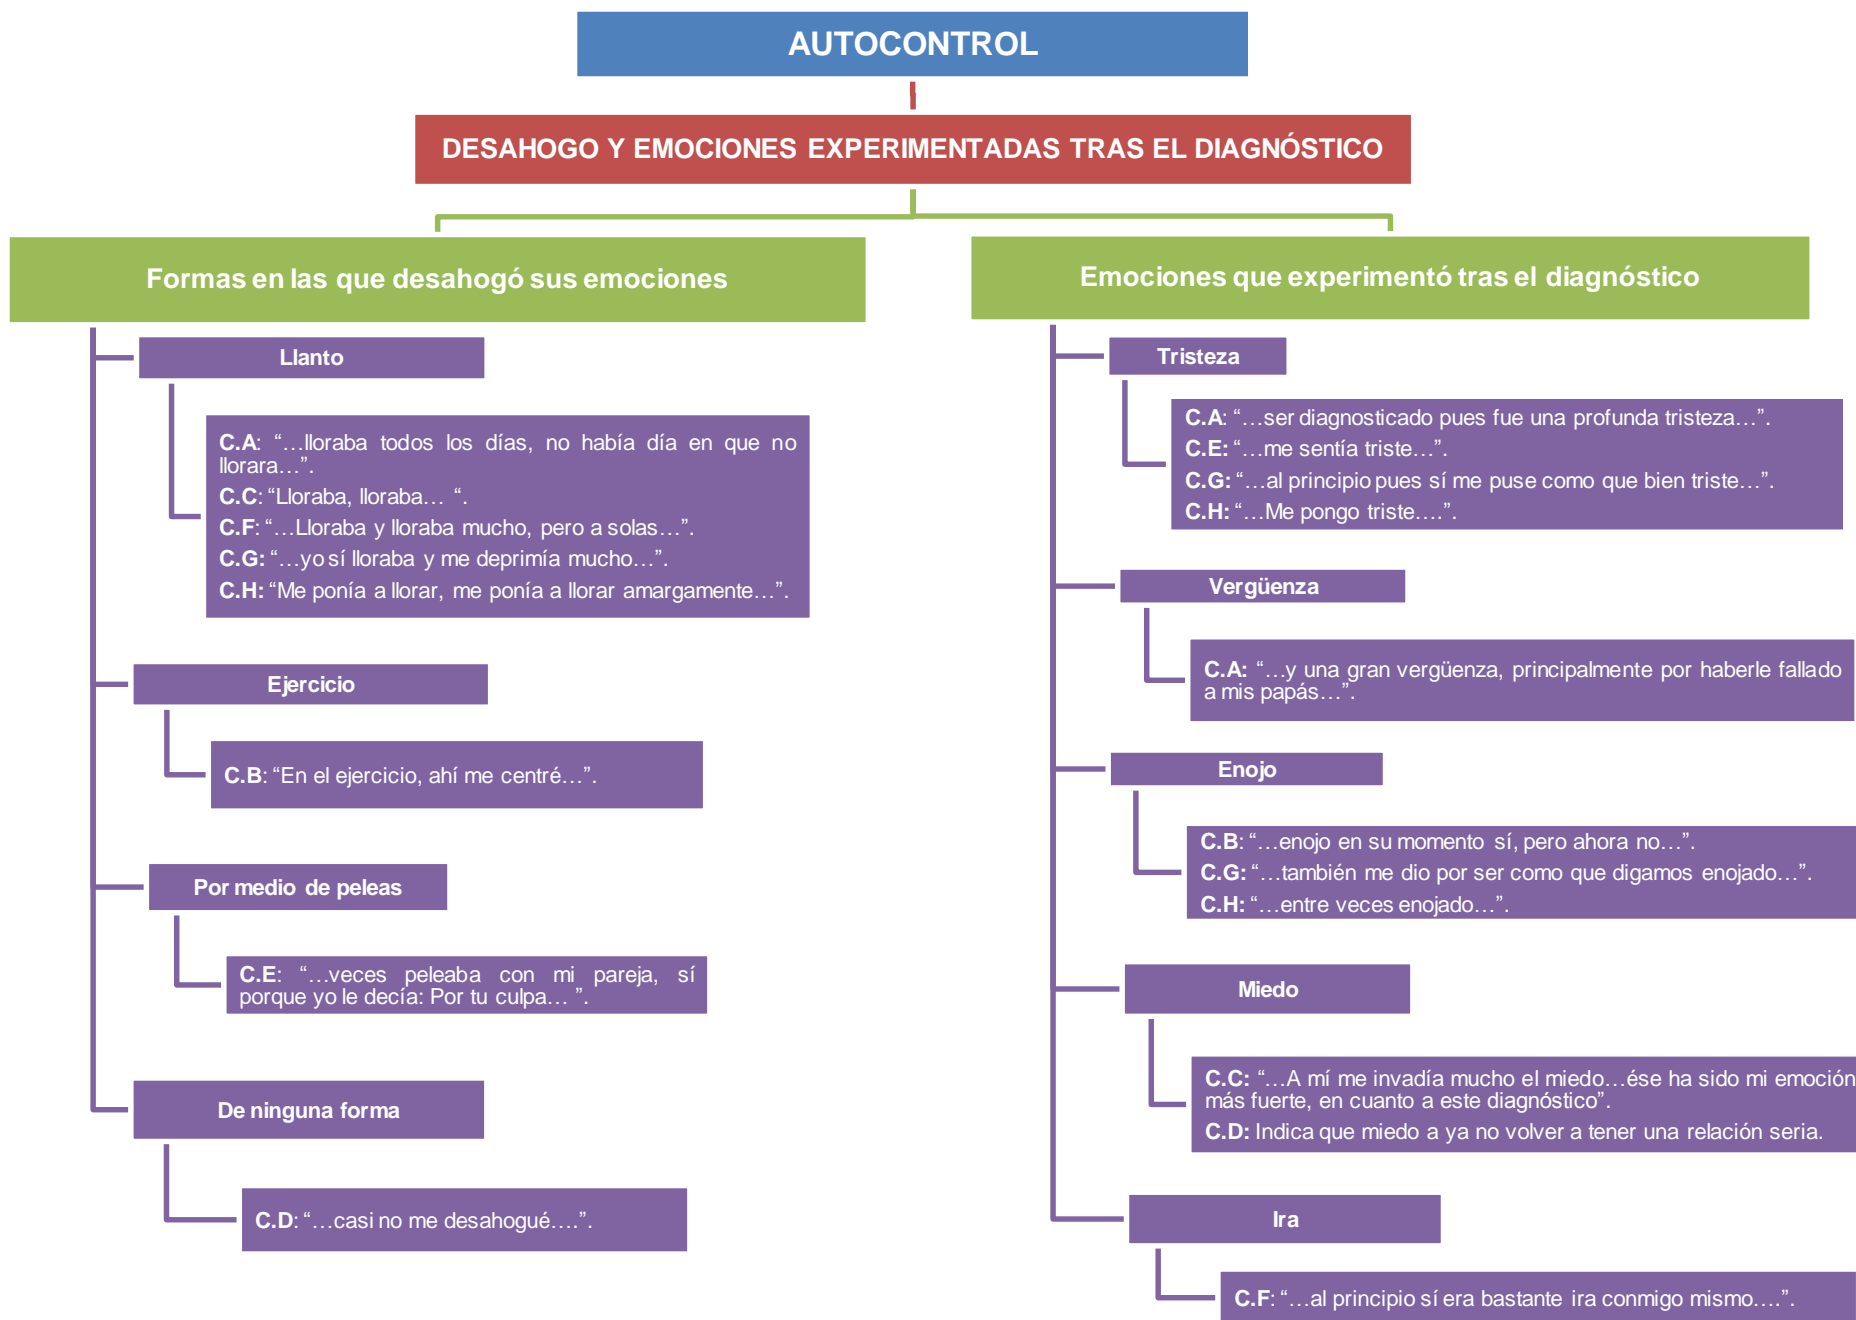 AUTOCONTROL
DESAHOGO Y EMOCIONES EXPERIMENTADAS TRAS EL DIAGNÓSTICO
Formas en las que desahogó sus emociones
Llanto
C.A: “…lloraba todos los días, no había día en que no
llorara…”.
C.C: “Lloraba, lloraba… “.
C.F: “…Lloraba y lloraba mucho, pero a solas…”.
C.G: “…yo sí lloraba y me deprimía mucho…”.
C.H: “Me ponía a llorar, me ponía a llorar amargamente…”.
Ejercicio
C.B: “En el ejercicio, ahí me centré…”.
Por medio de peleas
C.E: “…veces peleaba con mi pareja, sí
porque yo le decía: Por tu culpa… ”.
De ninguna forma
C.D: “…casi no me desahogué….”.
Emociones que experimentó tras el diagnóstico
Tristeza
C.A: “…ser diagnosticado pues fue una profunda tristeza…”.
C.E: “…me sentía triste…”.
C.G: “…al principio pues sí me puse como que bien triste…”.
C.H: “…Me pongo triste….”.
Vergüenza
C.A: “…y una gran vergüenza, principalmente por haberle fallado
a mis papás…”.
Enojo
C.B: “…enojo en su momento sí, pero ahora no…”.
C.G: “…también me dio por ser como que digamos enojado…”.
C.H: “…entre veces enojado…”.
Miedo
C.C: “…A mí me invadía mucho el miedo…ése ha sido mi emoción
más fuerte, en cuanto a este diagnóstico”.
C.D: Indica que miedo a ya no volver a tener una relación seria.
Ira
C.F: “…al principio sí era bastante ira conmigo mismo….”.